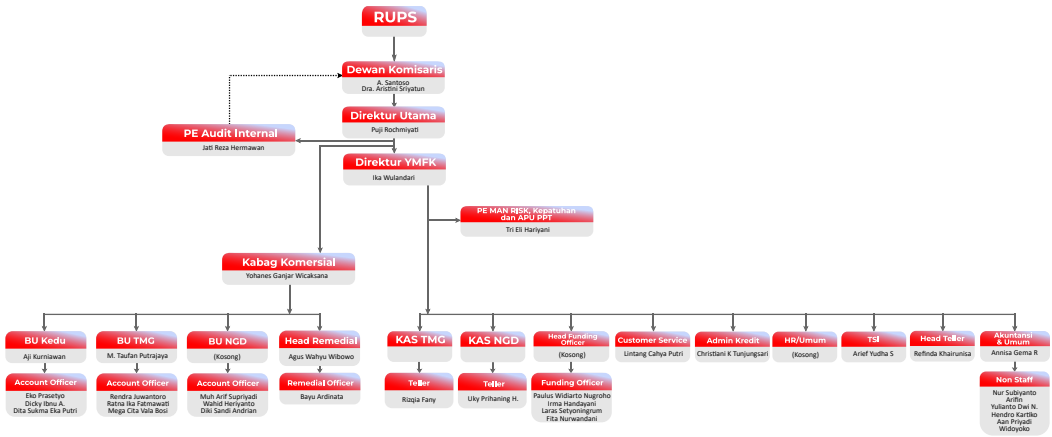 RUPS
Dewan Komisaris
A. Santoso
Dra. Aristini Sriyatun
Direktur Utama
Puji Rochmiyati
PE Audit Internal
Jati Reza Hermawan
Direktur YMFK
Ika Wulandari
PE MAN RISK, Kepatuhan
dan APU PPT
Tri Eli Hariyani
Kabag Komersial
Yohanes Ganjar Wicaksana
BU Kedu
Aji Kurniawan
BU TMG
M. Taufan Putrajaya
BU NGD
(Kosong)
Head Remedial
Agus Wahyu Wibowo
KAS TMG
KAS NGD
Head Funding
Officer
(Kosong)
Customer Service
Lintang Cahya Putri
Admin Kredit
Christiani K Tunjungsari
HR/Umum
(Kosong)
TSI
Arief Yudha S
Head Teller
Refinda Khairunisa
Akuntansi
& Umum
Annisa Gema R
Account Officer
Eko Prasetyo
Dicky Ibnu A.
Dita Sukma Eka Putri
Account Officer
Rendra Juwantoro
Ratna Ika Fatmawati
Mega Cita Vala Bosi
Account Officer
Muh Arif Supriyadi
Wahid Heriyanto
Diki Sandi Andrian
Remedial Officer
Bayu Ardinata
Teller
Rizqia Fany
Teller
Uky Prihaning H.
Funding Officer
Paulus Widiarto Nugroho
Irma Handayani
Laras Setyoningrum
Fita Nurwandani
Non Staff
Nur Subiyanto
Arifin
Yulianto Dwi N.
Hendro Kartiko
Aan Priyadi
Widoyoko